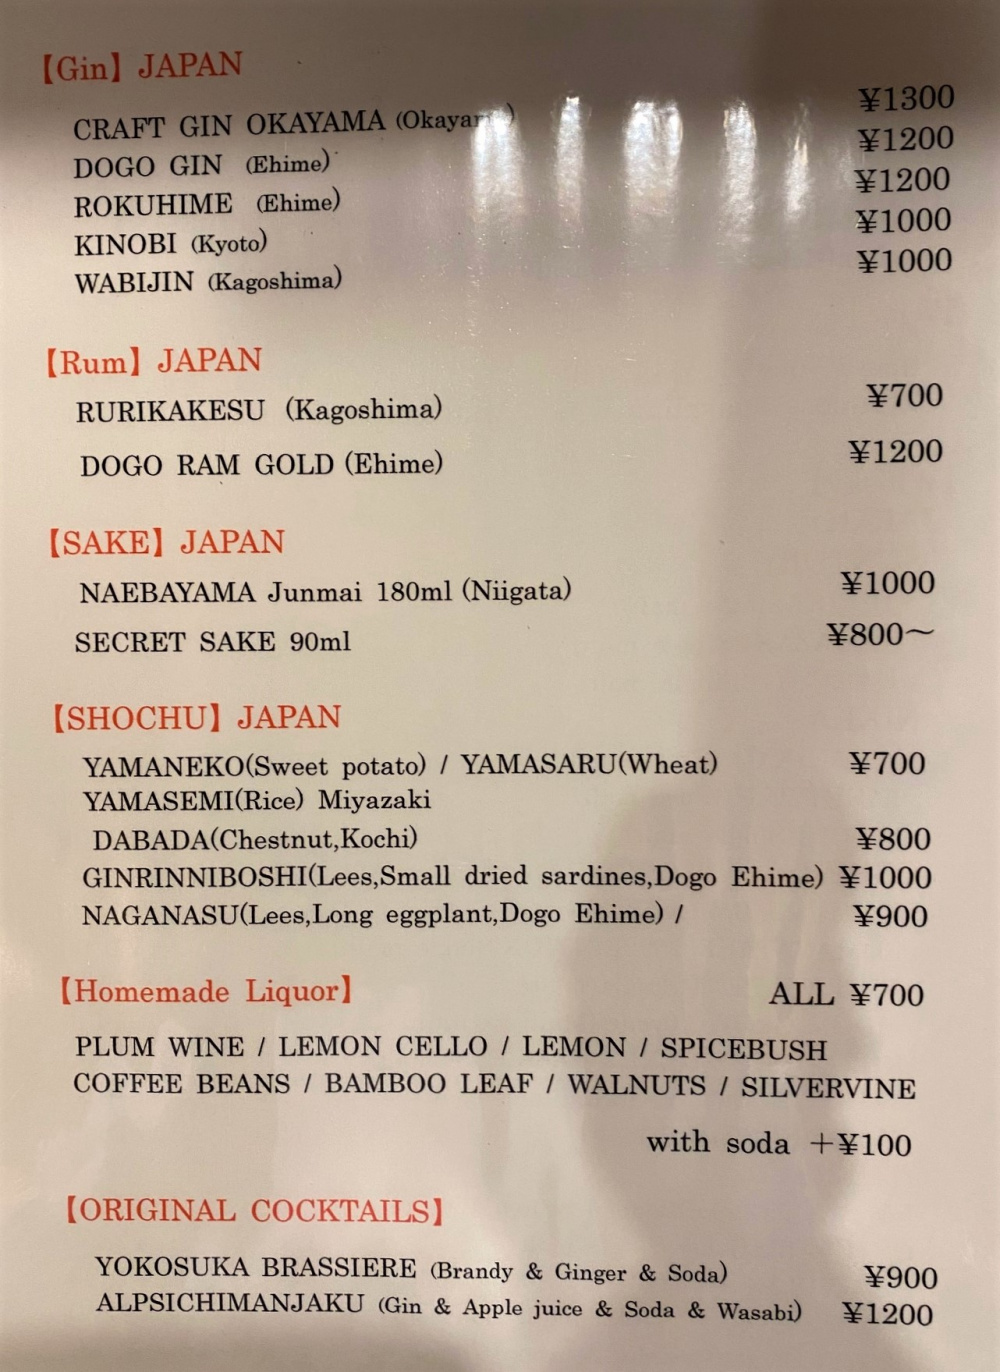 【Gin】JAPAN
CRAFT GIN OKAYAMA (Okayama) ¥1300
DOGO GIN (Ehime) ¥1200
ROKUHIME (Ehime) ¥1200
KINOBI (Kyoto) ¥1000
WABIJIN (Kagoshima) ¥1000
【Rum】JAPAN
RURIKAKESU (Kagoshima) ¥700
DOGO RAM GOLD (Ehime) ¥1200
【SAKE】JAPAN
NAEBAYAMA Junmai 180ml (Niigata) ¥1000
SECRET SAKE 90ml ¥800～
【SHOCHU】JAPAN
YAMANEKO(Sweet potato) / YAMASARU(Wheat) ¥700
YAMASEMI(Rice) Miyazaki
DABADA(Chestnut,Kochi) ¥800
GINRINNIBOSHI(Lees,Small dried sardines,Dogo Ehime) ¥1000
NAGANASU(Lees,Long eggplant,Dogo Ehime) / ¥900
【Homemade Liquor】 ALL ¥700
PLUM WINE / LEMON CELLO / LEMON / SPICEBUSH
COFFEE BEANS / BAMBOO LEAF / WALNUTS / SILVERVINE
with soda +¥100
【ORIGINAL COCKTAILS】
YOKOSUKA BRASSIERE (Brandy & Ginger & Soda) ¥900
ALPSICHIMANJAKU (Gin & Apple juice & Soda & Wasabi) ¥1200